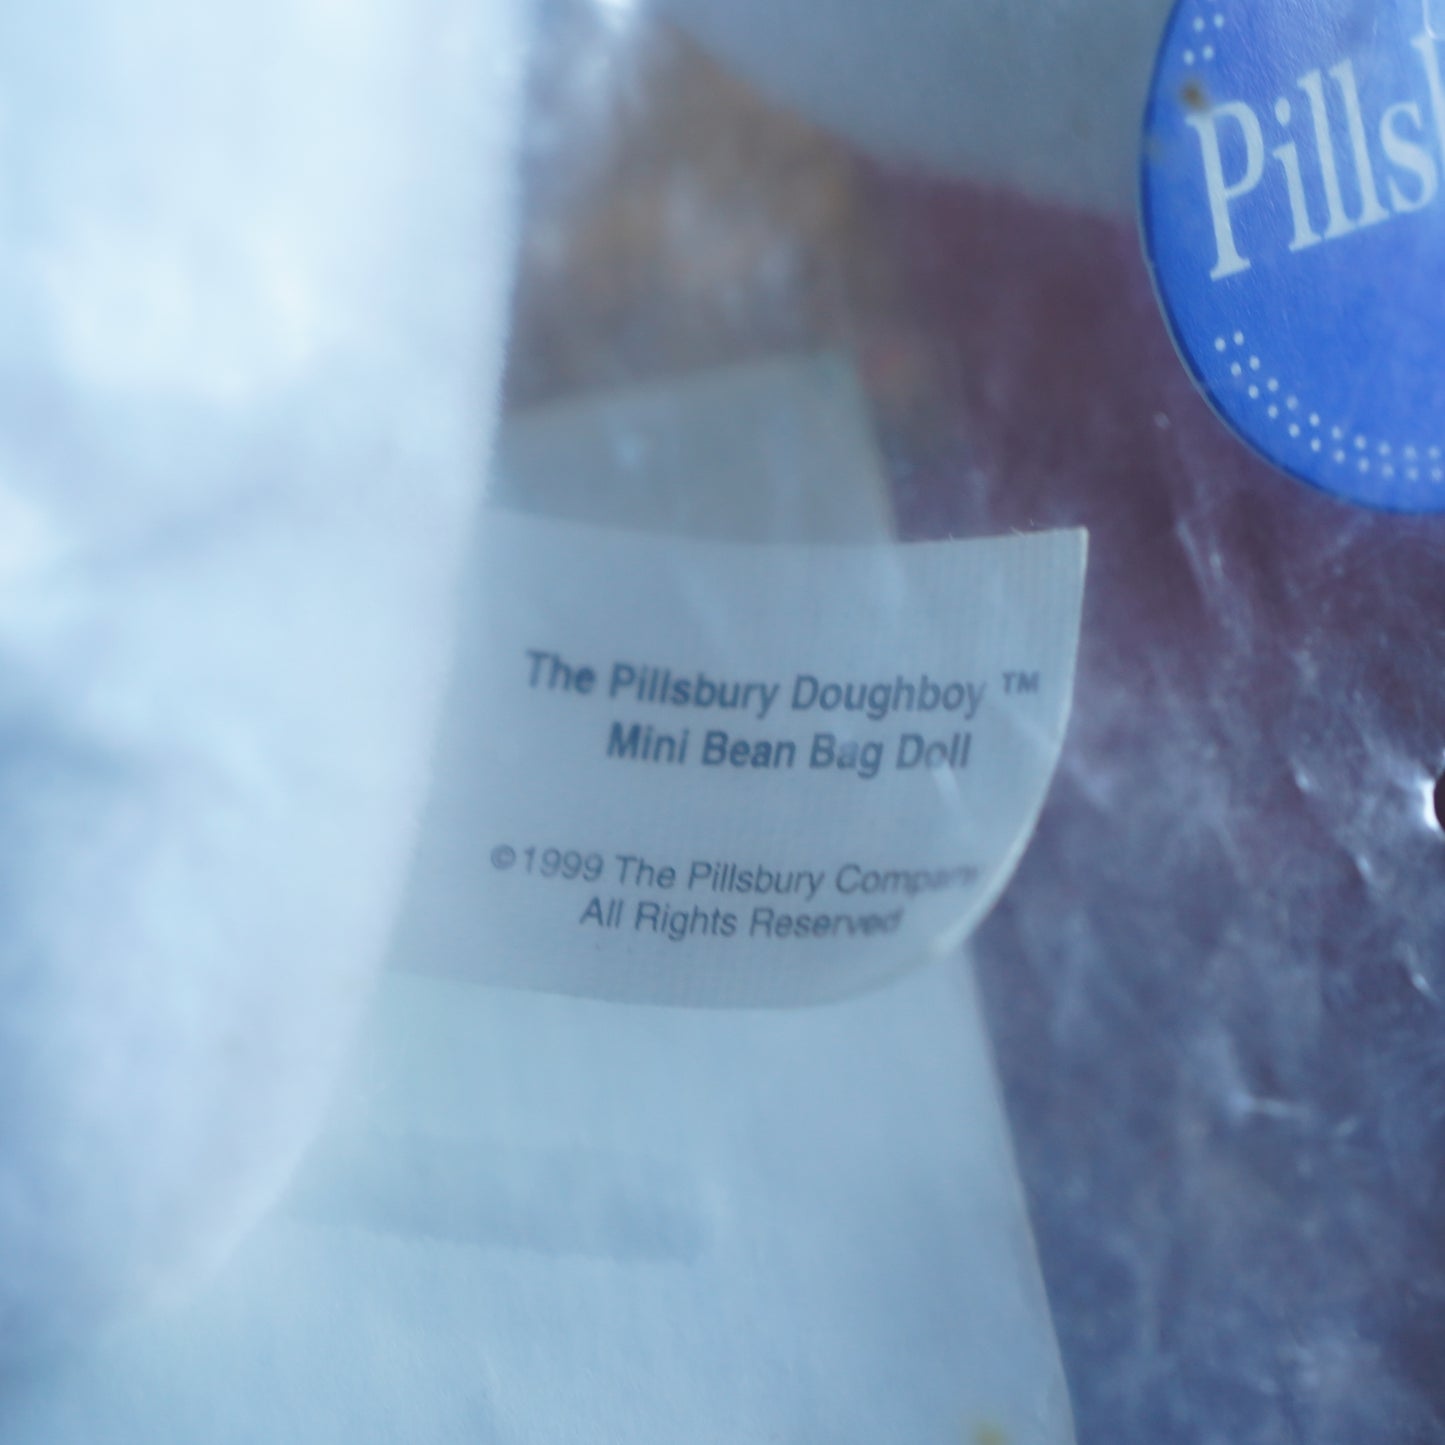 Pills
The Pillsbury Doughboy ™
Mini Bean Bag Doll
©1999 The Pillsbury Company
All Rights Reserved